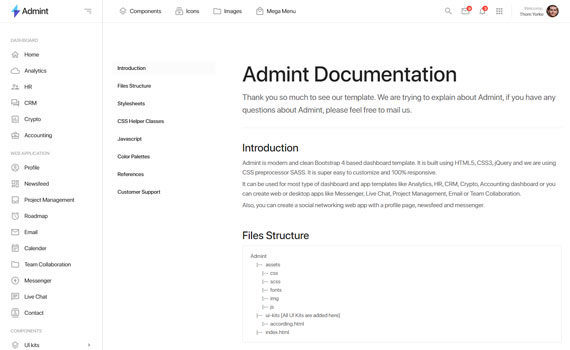 Admint
Components
Icons
Images
Mega Menu
Welcome,
Thom Yorke
DASHBOARD
Home
Analytics
HR
CRM
Crypto
Accounting
WEB APPLICATION
Profile
Newsfeed
Project Management
Roadmap
Email
Calender
Team Collaboration
Messenger
Live Chat
Contact
COMPONENTS
UI kits
Introduction
Files Structure
Stylesheets
CSS Helper Classes
Javascript
Color Palettes
References
Customer Support
Admint Documentation
Thank you so much to see our template. We are trying to explain about Admint, if you have any
questions about Admint, please feel free to mail us.
Introduction
Admint is modern and clean Bootstrap 4 based dashboard template. It is built using HTML5, CSS3, jQuery and we are using
CSS preprocessor SASS. It is super easy to customize and 100% responsive.
It can be used for most type of dashboard and app templates like Analytics, HR, CRM, Crypto, Accounting dashboard or you
can create web or desktop apps like Messenger, Live Chat, Project Management, Email or Team Collaboration.
Also, you can create a social networking web app with a profile page, newsfeed and messenger.
Files Structure
Admint
|-- assets
|-- css
|-- scss
|-- fonts
|-- img
|-- js
|-- ui-kits (All UI Kits are added here)
|-- according.html
|-- index.html